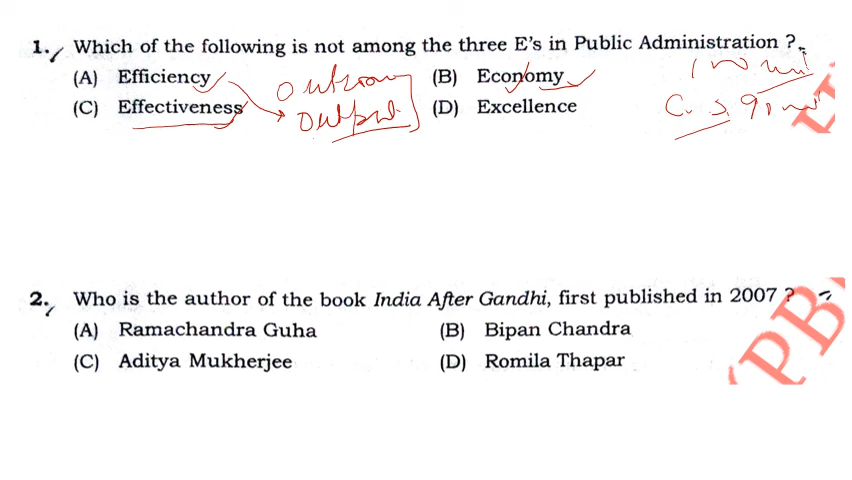 1. Which of the following is not among the three E's in Public Administration ?
(A) Efficiency (B) Economy
(C) Effectiveness (D) Excellence
outcom
output
2. Who is the author of the book India After Gandhi, first published in 2007 ?
(A) Ramachandra Guha (B) Bipan Chandra
(C) Aditya Mukherjee (D) Romila Thapar